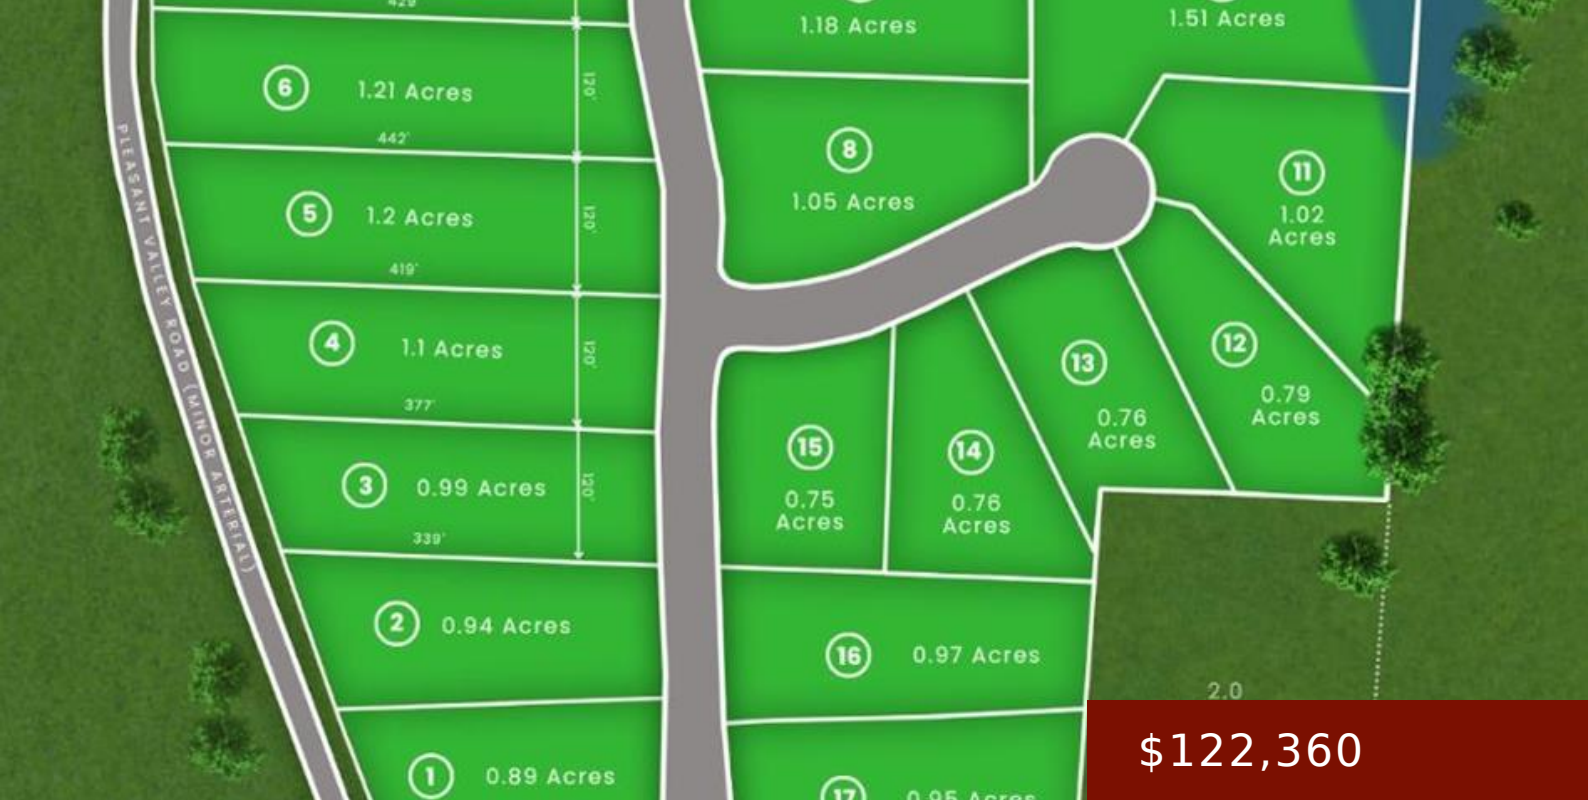 429'
1.18 Acres
1.51 Acres
6 1.21 Acres
120'
442'
8
1.05 Acres
11
1.02
Acres
5 1.2 Acres
120'
419'
4 1.1 Acres
120'
377'
PLEASANT VALLEY ROAD (MINOR ARTERIAL)
13
0.76
Acres
12
0.79
Acres
3 0.99 Acres
120'
339'
15
0.75
Acres
14
0.76
Acres
2 0.94 Acres
16 0.97 Acres
2.0
1 0.89 Acres
17 0.95 Acres
$122,360